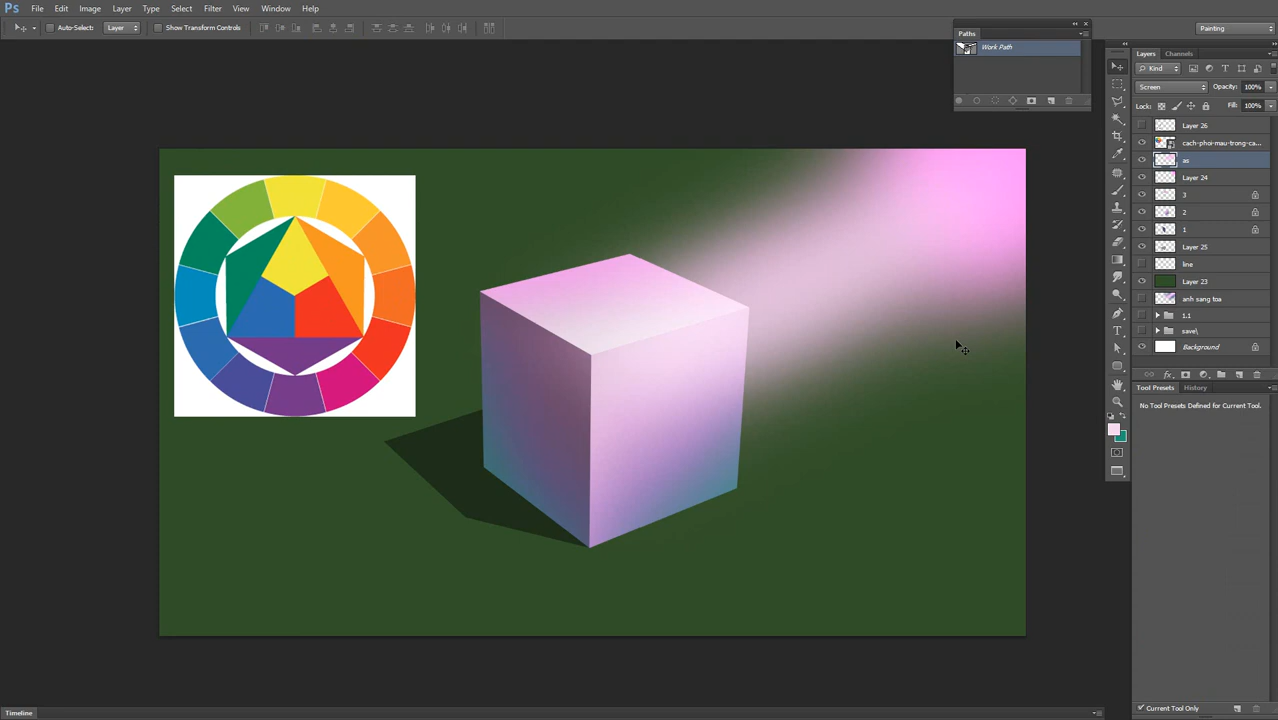 Ps File Edit Image Layer Type Select Filter View Window Help
Auto-Select: Layer Show Transform Controls Painting
Paths
Work Path
Layers Channels
Kind
Screen Opacity: 100%
Lock: Fill: 100%
Layer 26
cach-phoi-mau-trong-ca...
as
Layer 24
3
2
1
Layer 25
line
Layer 23
anh sang toa
1.1
save\
Background
Tool Presets History
No Tool Presets Defined for Current Tool.
Current Tool Only
Timeline